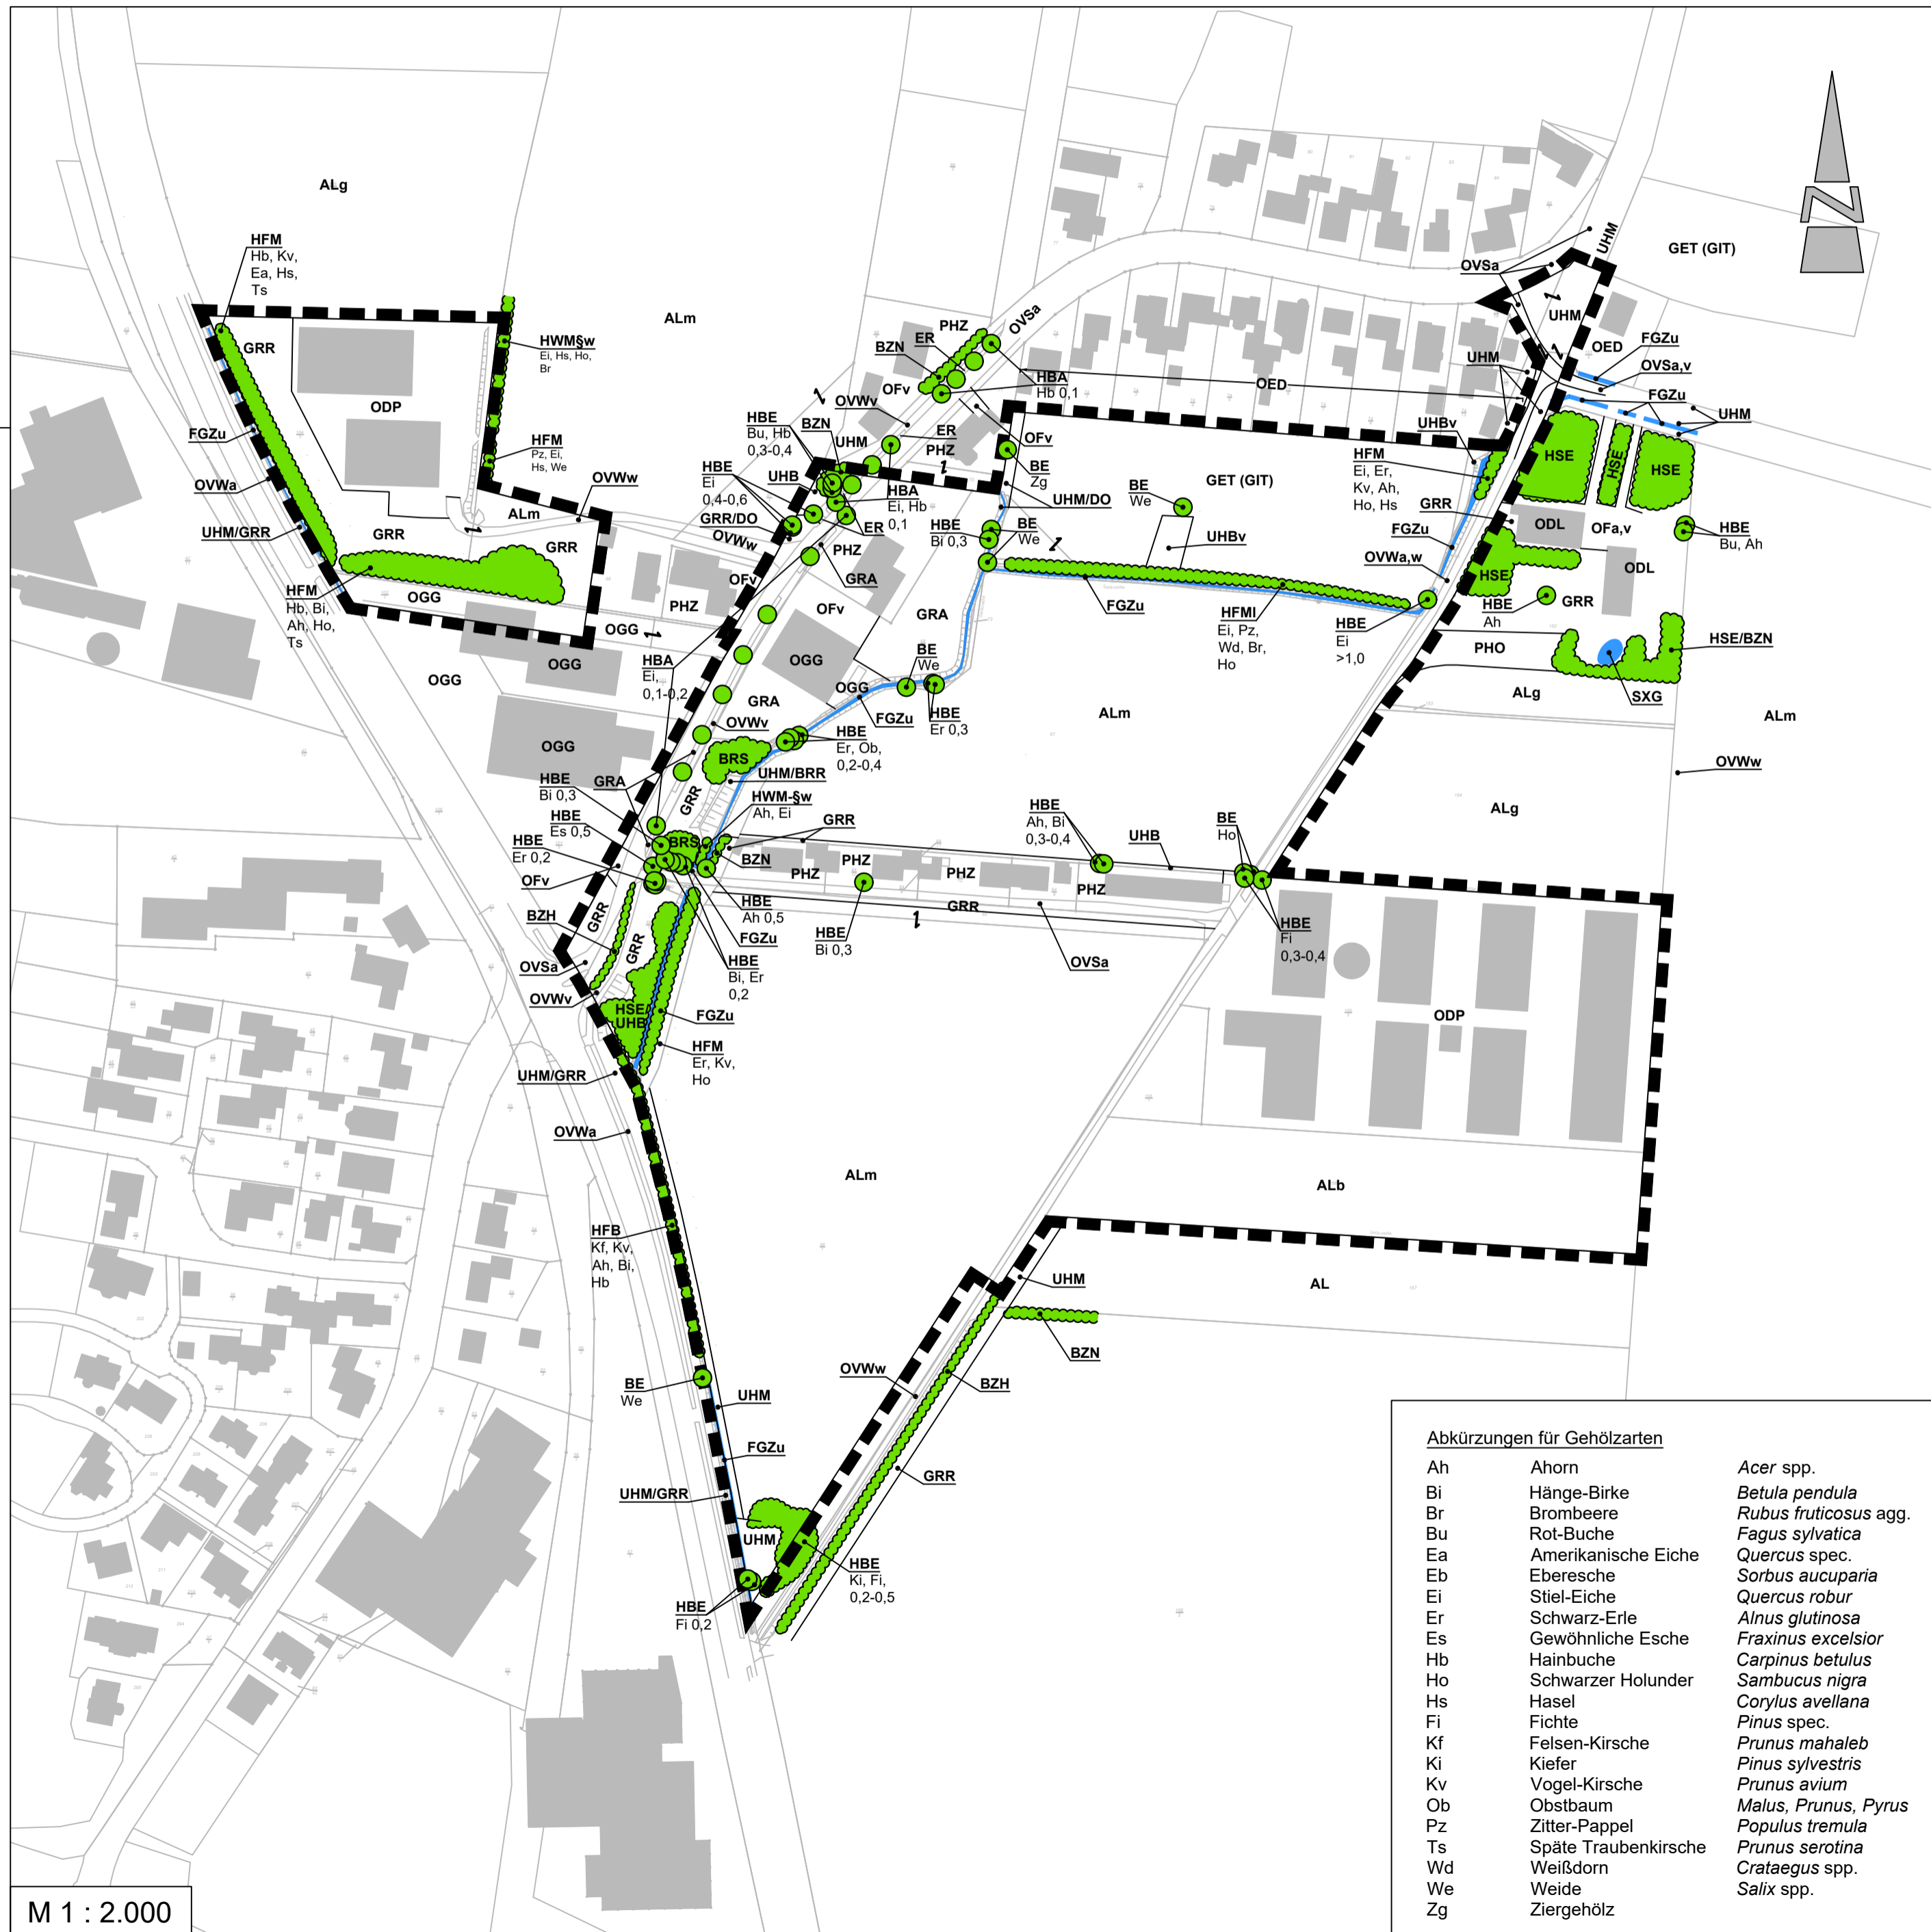 ALg
HFM
Hb, Kv,
Ea, Hs,
Ts
GRR
ODP
FGZu
OVWa
UHM/GRR
HFM
Hb, Bi,
Ah, Ho,
Ts
GRR
OGG
GRR
ALm
OVWw
HWM§w
Ei, Hs, Ho,
Br
HFM
Pz, Ei,
Hs, We
ALm
PHZ
ER
BZN
OFv
OVWv
OVSa
HBA
Hb 0,1
OED
HBE
Bu, Hb
0,3-0,4
BZN
UHM
ER
PHZ
OFv
BE
Zg
HBE
Ei
0,4-0,6
UHB
GRR/DO
OVWw
HBA
Ei, Hb
0,1
ER
PHZ
GRA
OFv
UHM/DO
HBE
Bi 0,3
BE
We
BE
We
GET (GIT)
UHBv
FGZu
HFMI
Ei, Pz,
Wd, Br,
Ho
HBE
Ei
>1,0
OVSa
UHM
GET (GIT)
UHM
OED
FGZu
OVSa,v
FGZu
UHM
UHM
UHBv
HFM
Ei, Er,
Kv, Ah,
Ho, Hs
GRR
FGZu
OVWa,w
HSE
HSE
HSE
ODL
OFa,v
HBE
Bu, Ah
ODL
HSE
HBE
Ah
GRR
PHO
HSE/BZN
SXG
ALg
ALm
OVWw
ALg
PHZ
OFv
OGG
OGG
OGG
OGG
OGG
OGG
GRA
HBA
Ei,
0,1-0,2
GRA
OVWv
BE
We
FGZu
HBE
Er 0,3
ALm
HBE
Er, Ob,
0,2-0,4
BRS
UHM/BRR
HWM-§w
Ah, Ei
GRR
GRR
HBE
Bi 0,3
GRA
HBE
Es 0,5
HBE
Er 0,2
OFv
BRS
BZN
PHZ
PHZ
PHZ
PHZ
GRR
HBE
Ah, Bi
0,3-0,4
UHB
BE
Ho
HBE
Fi
0,3-0,4
HBE
Ah 0,5
FGZu
HBE
Bi, Er
0,2
HBE
Bi 0,3
OVSa
BZH
GRR
GRR
OVSa
OVWv
HSE/
UHB
FGZu
HFM
Er, Kv,
Ho
UHM/GRR
OVWa
ODP
ALb
ALm
HFB
Kf, Kv,
Ah, Bi,
Hb
UHM
AL
BZN
OVWw
BZH
BE
We
UHM
FGZu
GRR
UHM/GRR
UHM
HBE
Ki, Fi,
0,2-0,5
HBE
Fi 0,2
Abkürzungen für Gehölzarten
Ah Ahorn Acer spp.
Bi Hänge-Birke Betula pendula
Br Brombeere Rubus fruticosus agg.
Bu Rot-Buche Fagus sylvatica
Ea Amerikanische Eiche Quercus spec.
Eb Eberesche Sorbus aucuparia
Ei Stiel-Eiche Quercus robur
Er Schwarz-Erle Alnus glutinosa
Es Gewöhnliche Esche Fraxinus excelsior
Hb Hainbuche Carpinus betulus
Ho Schwarzer Holunder Sambucus nigra
Hs Hasel Corylus avellana
Fi Fichte Pinus spec.
Kf Felsen-Kirsche Prunus mahaleb
Ki Kiefer Pinus sylvestris
Kv Vogel-Kirsche Prunus avium
Ob Obstbaum Malus, Prunus, Pyrus
Pz Zitter-Pappel Populus tremula
Ts Späte Traubenkirsche Prunus serotina
Wd Weißdorn Crataegus spp.
We Weide Salix spp.
Zg Ziergehölz
M 1 : 2.000